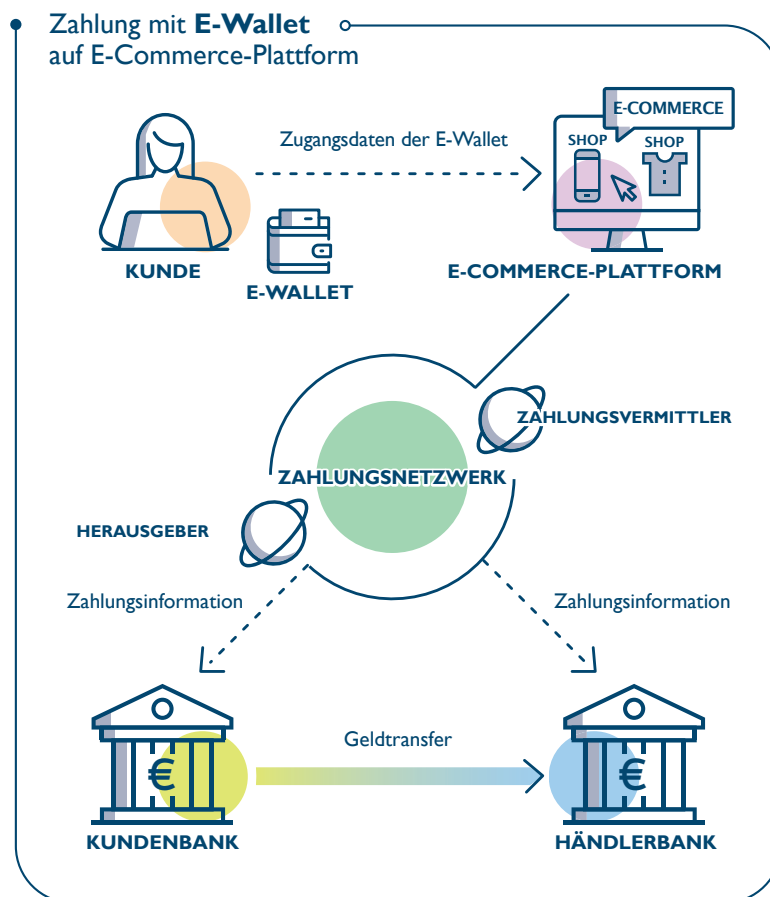 Zahlung mit E-Wallet
auf E-Commerce-Plattform
E-COMMERCE
SHOP
SHOP
Zugangsdaten der E-Wallet
KUNDE
E-WALLET
E-COMMERCE-PLATTFORM
ZAHLUNGSVERMITTLER
ZAHLUNGSNETZWERK
HERAUSGEBER
Zahlungsinformation
Zahlungsinformation
Geldtransfer
€
€
KUNDENBANK
HÄNDLERBANK